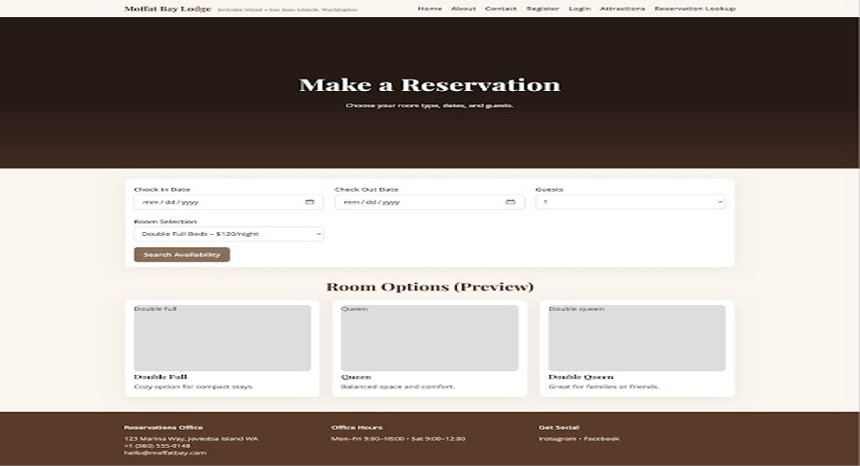 Moffat Bay Lodge Joviedsa Island • San Juan Islands, Washington Home About Contact Register Login Attractions Reservation Lookup
Make a Reservation
Choose your room type, dates, and guests.
Check In Date Check Out Date Guests
mm/dd/yyyy mm/dd/yyyy 1
Room Selection
Double Full Beds – $120/night
Search Availability
Room Options (Preview)
Double full Queen Double queen
Double Full Queen Double Queen
Cozy option for compact stays. Balanced space and comfort. Great for families or friends.
Reservations Office Office Hours Get Social
123 Marina Way, Joviedsa Island WA Mon–Fri 9:00–18:00 • Sat 9:00–12:00 Instagram • Facebook
+1 (360) 555-0148
hello@moffatbay.com